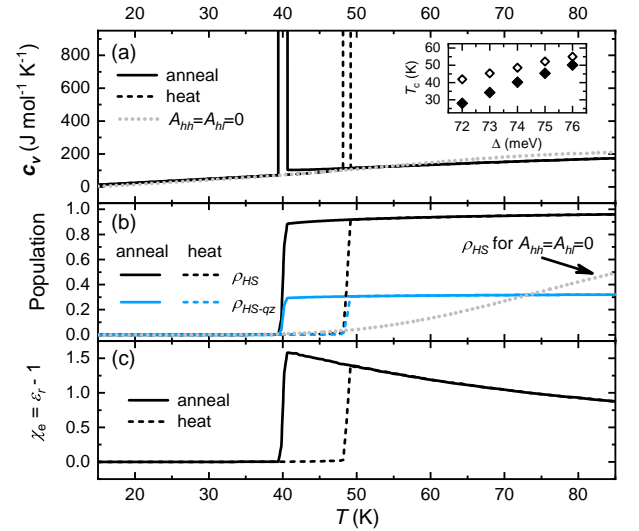 20 30 40 50 60 70 80
(a)
anneal
heat
A_hh=A_hl=0
c_v (J mol⁻¹ K⁻¹)
800
600
400
200
0
T_c (K)
60
50
40
30
72 73 74 75 76
Δ (meV)
(b)
anneal heat
ρ_HS
ρ_HS-qz
ρ_HS for A_hh=A_hl=0
Population
1.0
0.8
0.6
0.4
0.2
0.0
(c)
anneal
heat
χ_e = ε_r - 1
1.5
1.0
0.5
0.0
20 30 40 50 60 70 80
T (K)